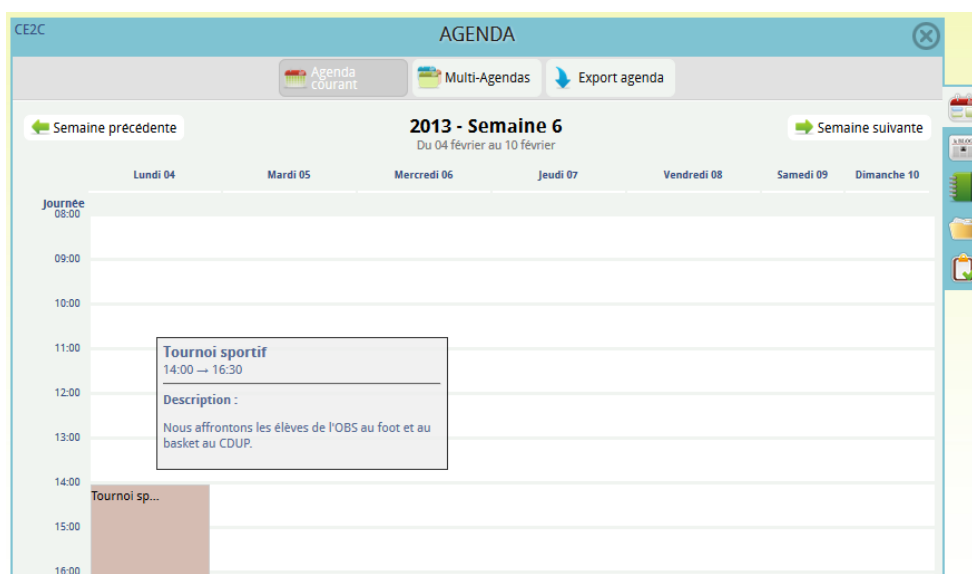 CE2C
AGENDA
Agenda courant
Multi-Agendas
Export agenda
Semaine précédente
2013 - Semaine 6
Semaine suivante
Du 04 février au 10 février
Lundi 04
Mardi 05
Mercredi 06
Jeudi 07
Vendredi 08
Samedi 09
Dimanche 10
Journée
08:00
09:00
10:00
11:00
12:00
13:00
14:00
15:00
16:00
Tournoi sportif
14:00 → 16:30
Description :
Nous affrontons les élèves de l'OBS au foot et au
basket au CDUP.
Tournoi sp...